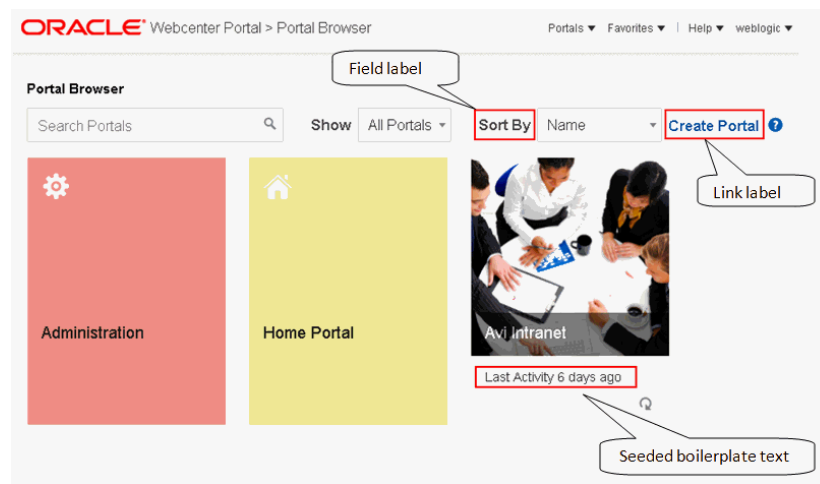 ORACLE Webcenter Portal > Portal Browser
Portals Favorites | Help weblogic
Field label
Portal Browser
Search Portals Show All Portals Sort By Name Create Portal ?
Link label
Administration Home Portal Avi Intranet
Last Activity 6 days ago
Seeded boilerplate text